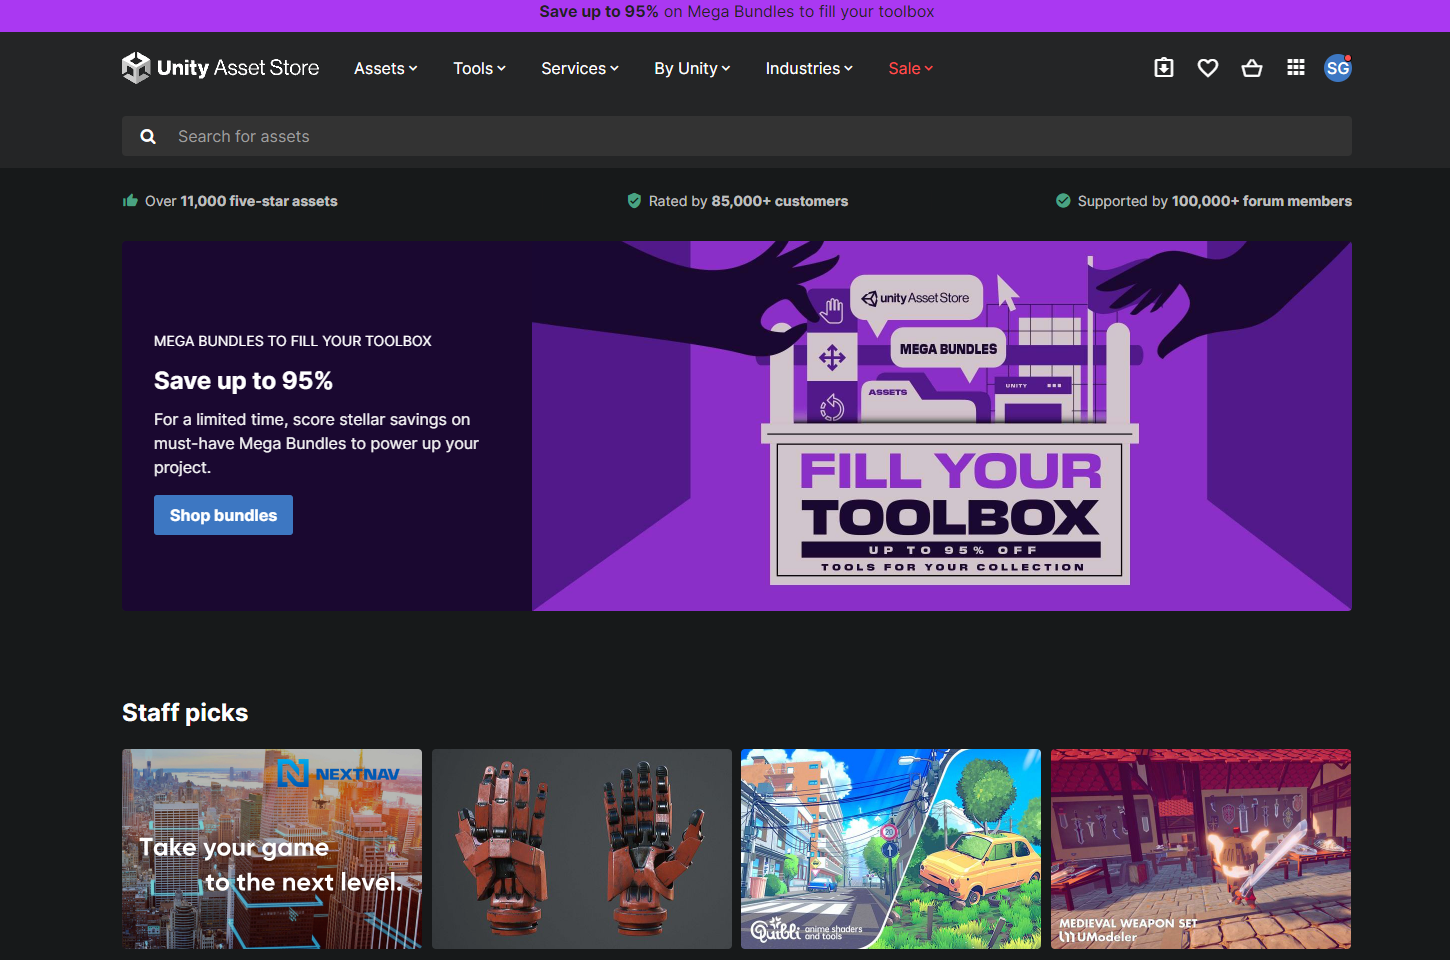 Save up to 95% on Mega Bundles to fill your toolbox
Unity Asset Store
Assets
Tools
Services
By Unity
Industries
Sale
SG
Search for assets
Over 11,000 five-star assets
Rated by 85,000+ customers
Supported by 100,000+ forum members
MEGA BUNDLES TO FILL YOUR TOOLBOX
Save up to 95%
For a limited time, score stellar savings on
must-have Mega Bundles to power up your
project.
Shop bundles
unity Asset Store
MEGA BUNDLES
ASSETS
UNITY
FILL YOUR
TOOLBOX
UP TO 95% OFF
TOOLS FOR YOUR COLLECTION
Staff picks
NEXTNAV
Take your game
to the next level.
20
Quibli anime shaders
and tools
MEDIEVAL WEAPON SET
UModeler